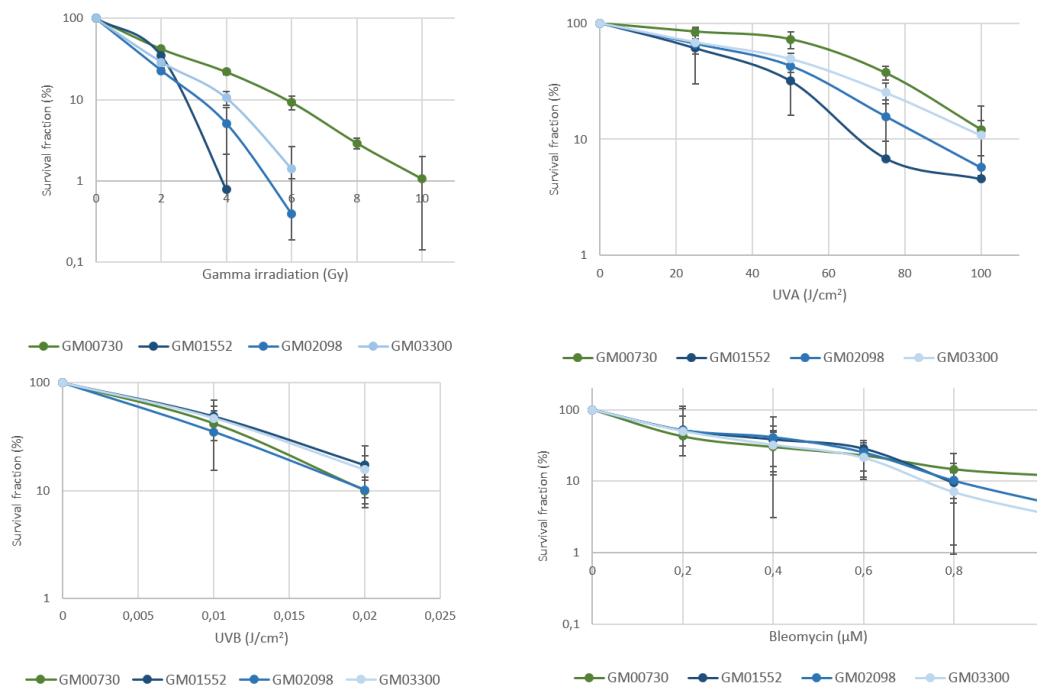 100
10
1
0,1
Survival fraction (%)
0 2 4 6 8 10
Gamma irradiation (Gy)
GM00730 GM01552 GM02098 GM03300
100
10
1
Survival fraction (%)
0 20 40 60 80 100
UVA (J/cm²)
GM00730 GM01552 GM02098 GM03300
100
10
1
Survival fraction (%)
0 0,005 0,01 0,015 0,02 0,025
UVB (J/cm²)
GM00730 GM01552 GM02098 GM03300
100
10
1
0,1
Survival fraction (%)
0 0,2 0,4 0,6 0,8
Bleomycin (µM)
GM00730 GM01552 GM02098 GM03300